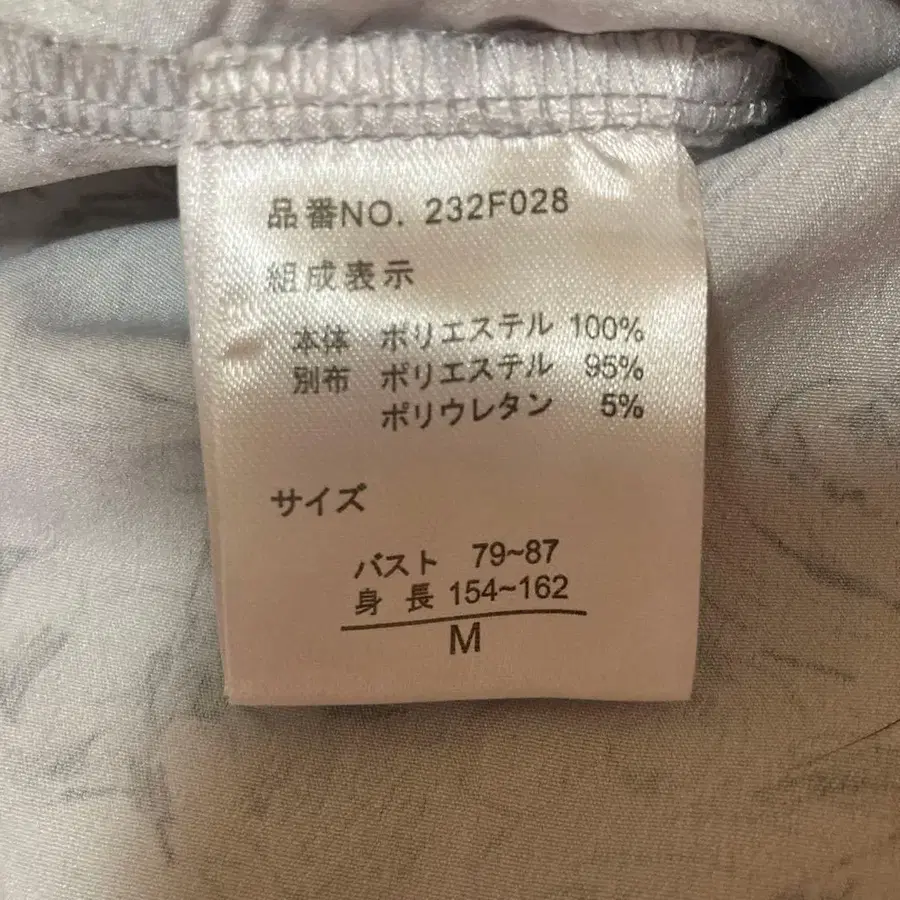 品番NO. 232F028
組成表示
本体 ポリエステル 100%
別布 ポリエステル 95%
ポリウレタン 5%
サイズ
バスト 79~87
身 長 154~162
M